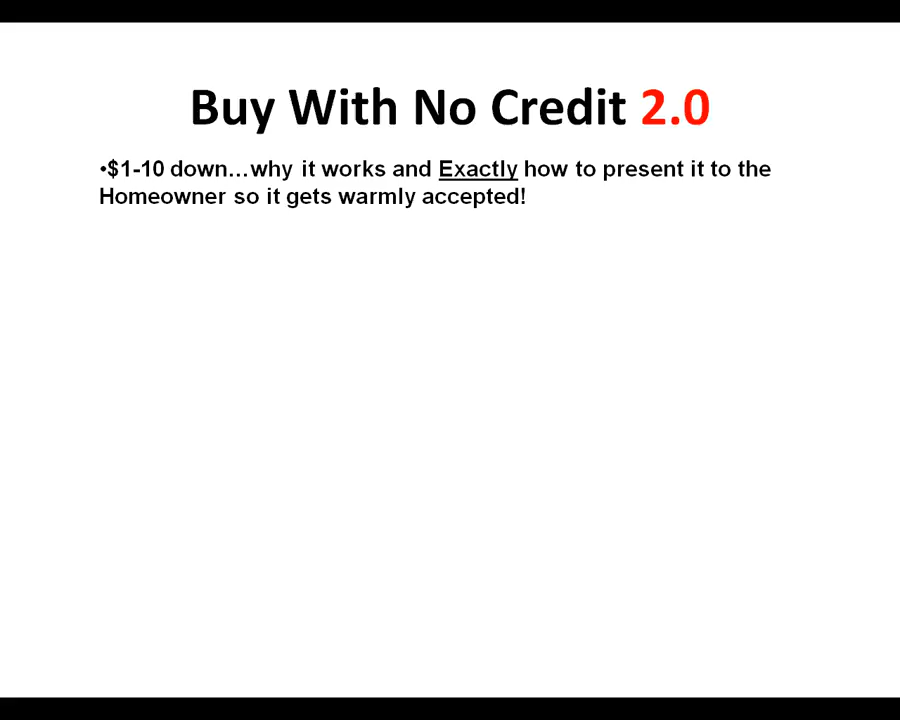 Buy With No Credit 2.0
•$1-10 down...why it works and Exactly how to present it to the
Homeowner so it gets warmly accepted!